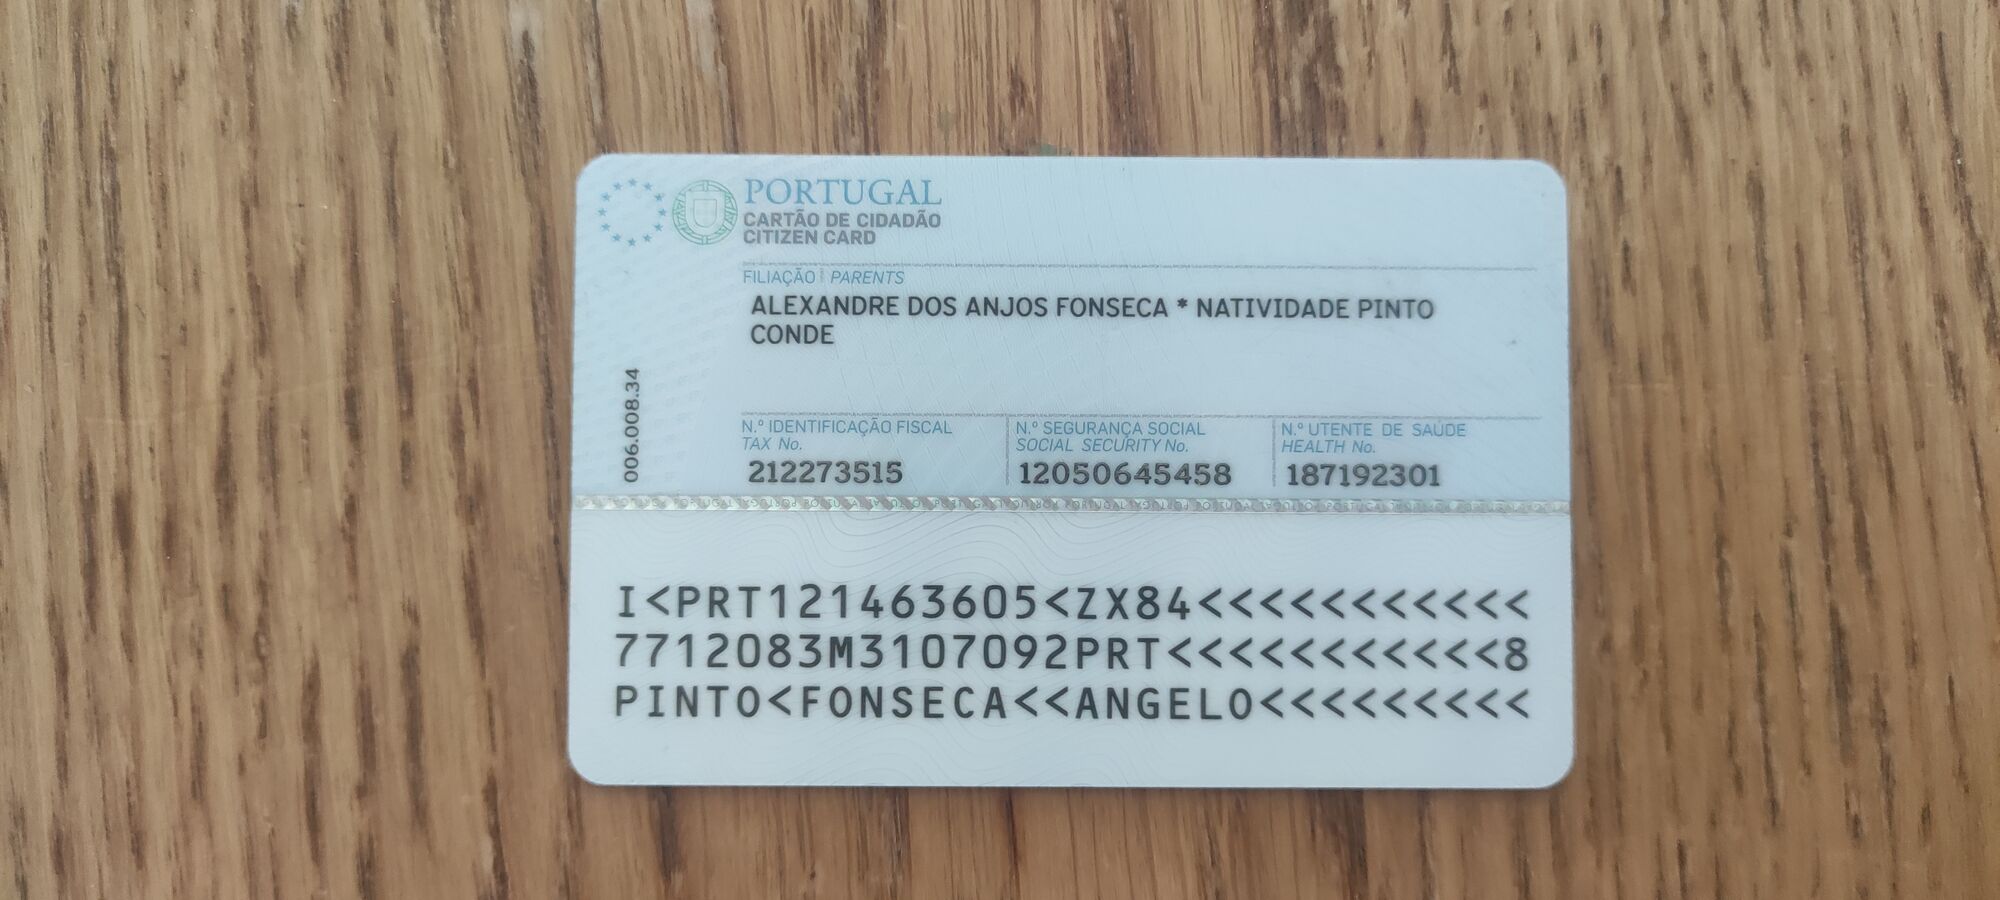 PORTUGAL
CARTÃO DE CIDADÃO
CITIZEN CARD
FILIAÇÃO | PARENTS
ALEXANDRE DOS ANJOS FONSECA * NATIVIDADE PINTO
CONDE
006.008.34
N.º IDENTIFICAÇÃO FISCAL
TAX No.
212273515
N.º SEGURANÇA SOCIAL
SOCIAL SECURITY No.
12050645458
N.º UTENTE DE SAÚDE
HEALTH No.
187192301
I<PRT121463605<ZX84<<<<<<<<<<<
7712083M3107092PRT<<<<<<<<<<<8
PINTO<FONSECA<<ANGELO<<<<<<<<<